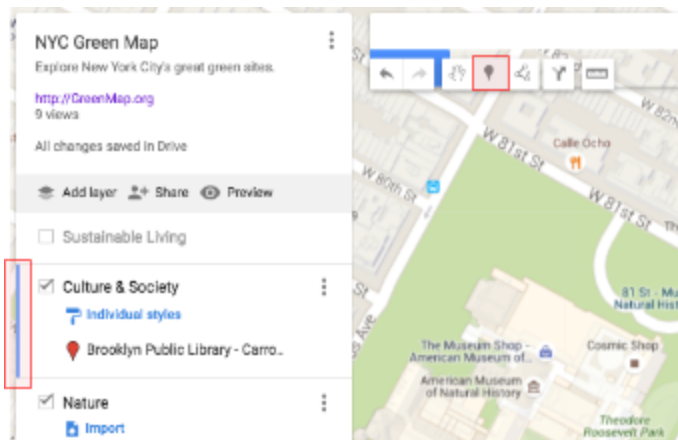 NYC Green Map
Explore New York City's great green sites.
http://GreenMap.org
9 views
All changes saved in Drive
Add layer
Share
Preview
Sustainable Living
Culture & Society
Individual styles
Brooklyn Public Library - Carro...
Nature
Import
W 82n
Calle Ocho
W 81st St
W 80th St
W 81st St
81 St - Mu
Natural Hist
The Museum Shop -
American Museum of...
Cosmic Shop
American Museum
of Natural History
Theodore
Roosevelt Park